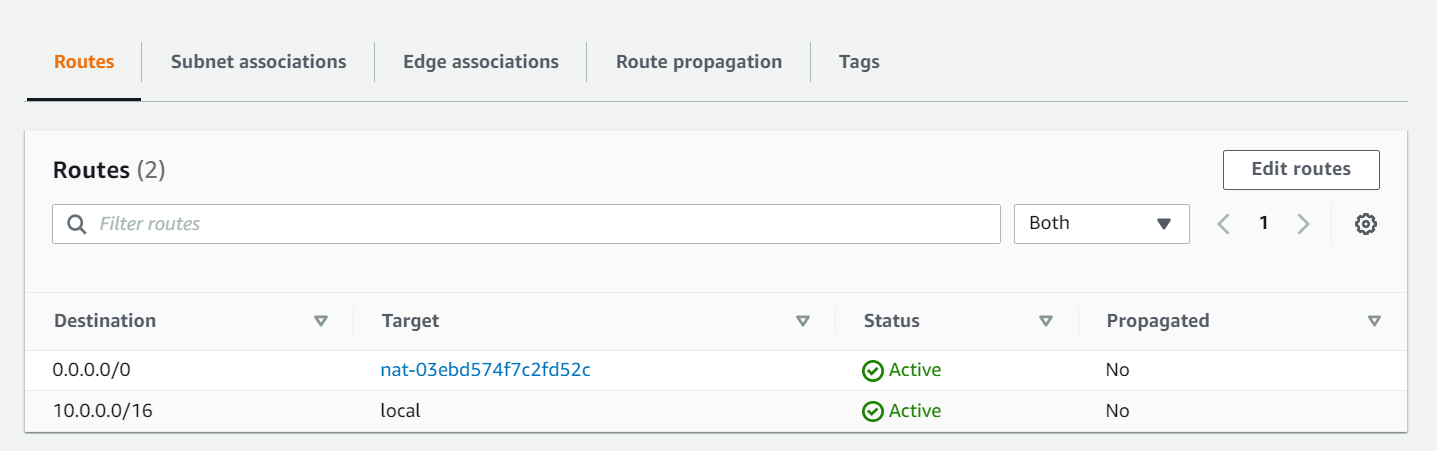 Routes Subnet associations Edge associations Route propagation Tags
Routes (2) Edit routes
Filter routes Both 1
Destination Target Status Propagated
0.0.0.0/0 nat-03ebd574f7c2fd52c Active No
10.0.0.0/16 local Active No